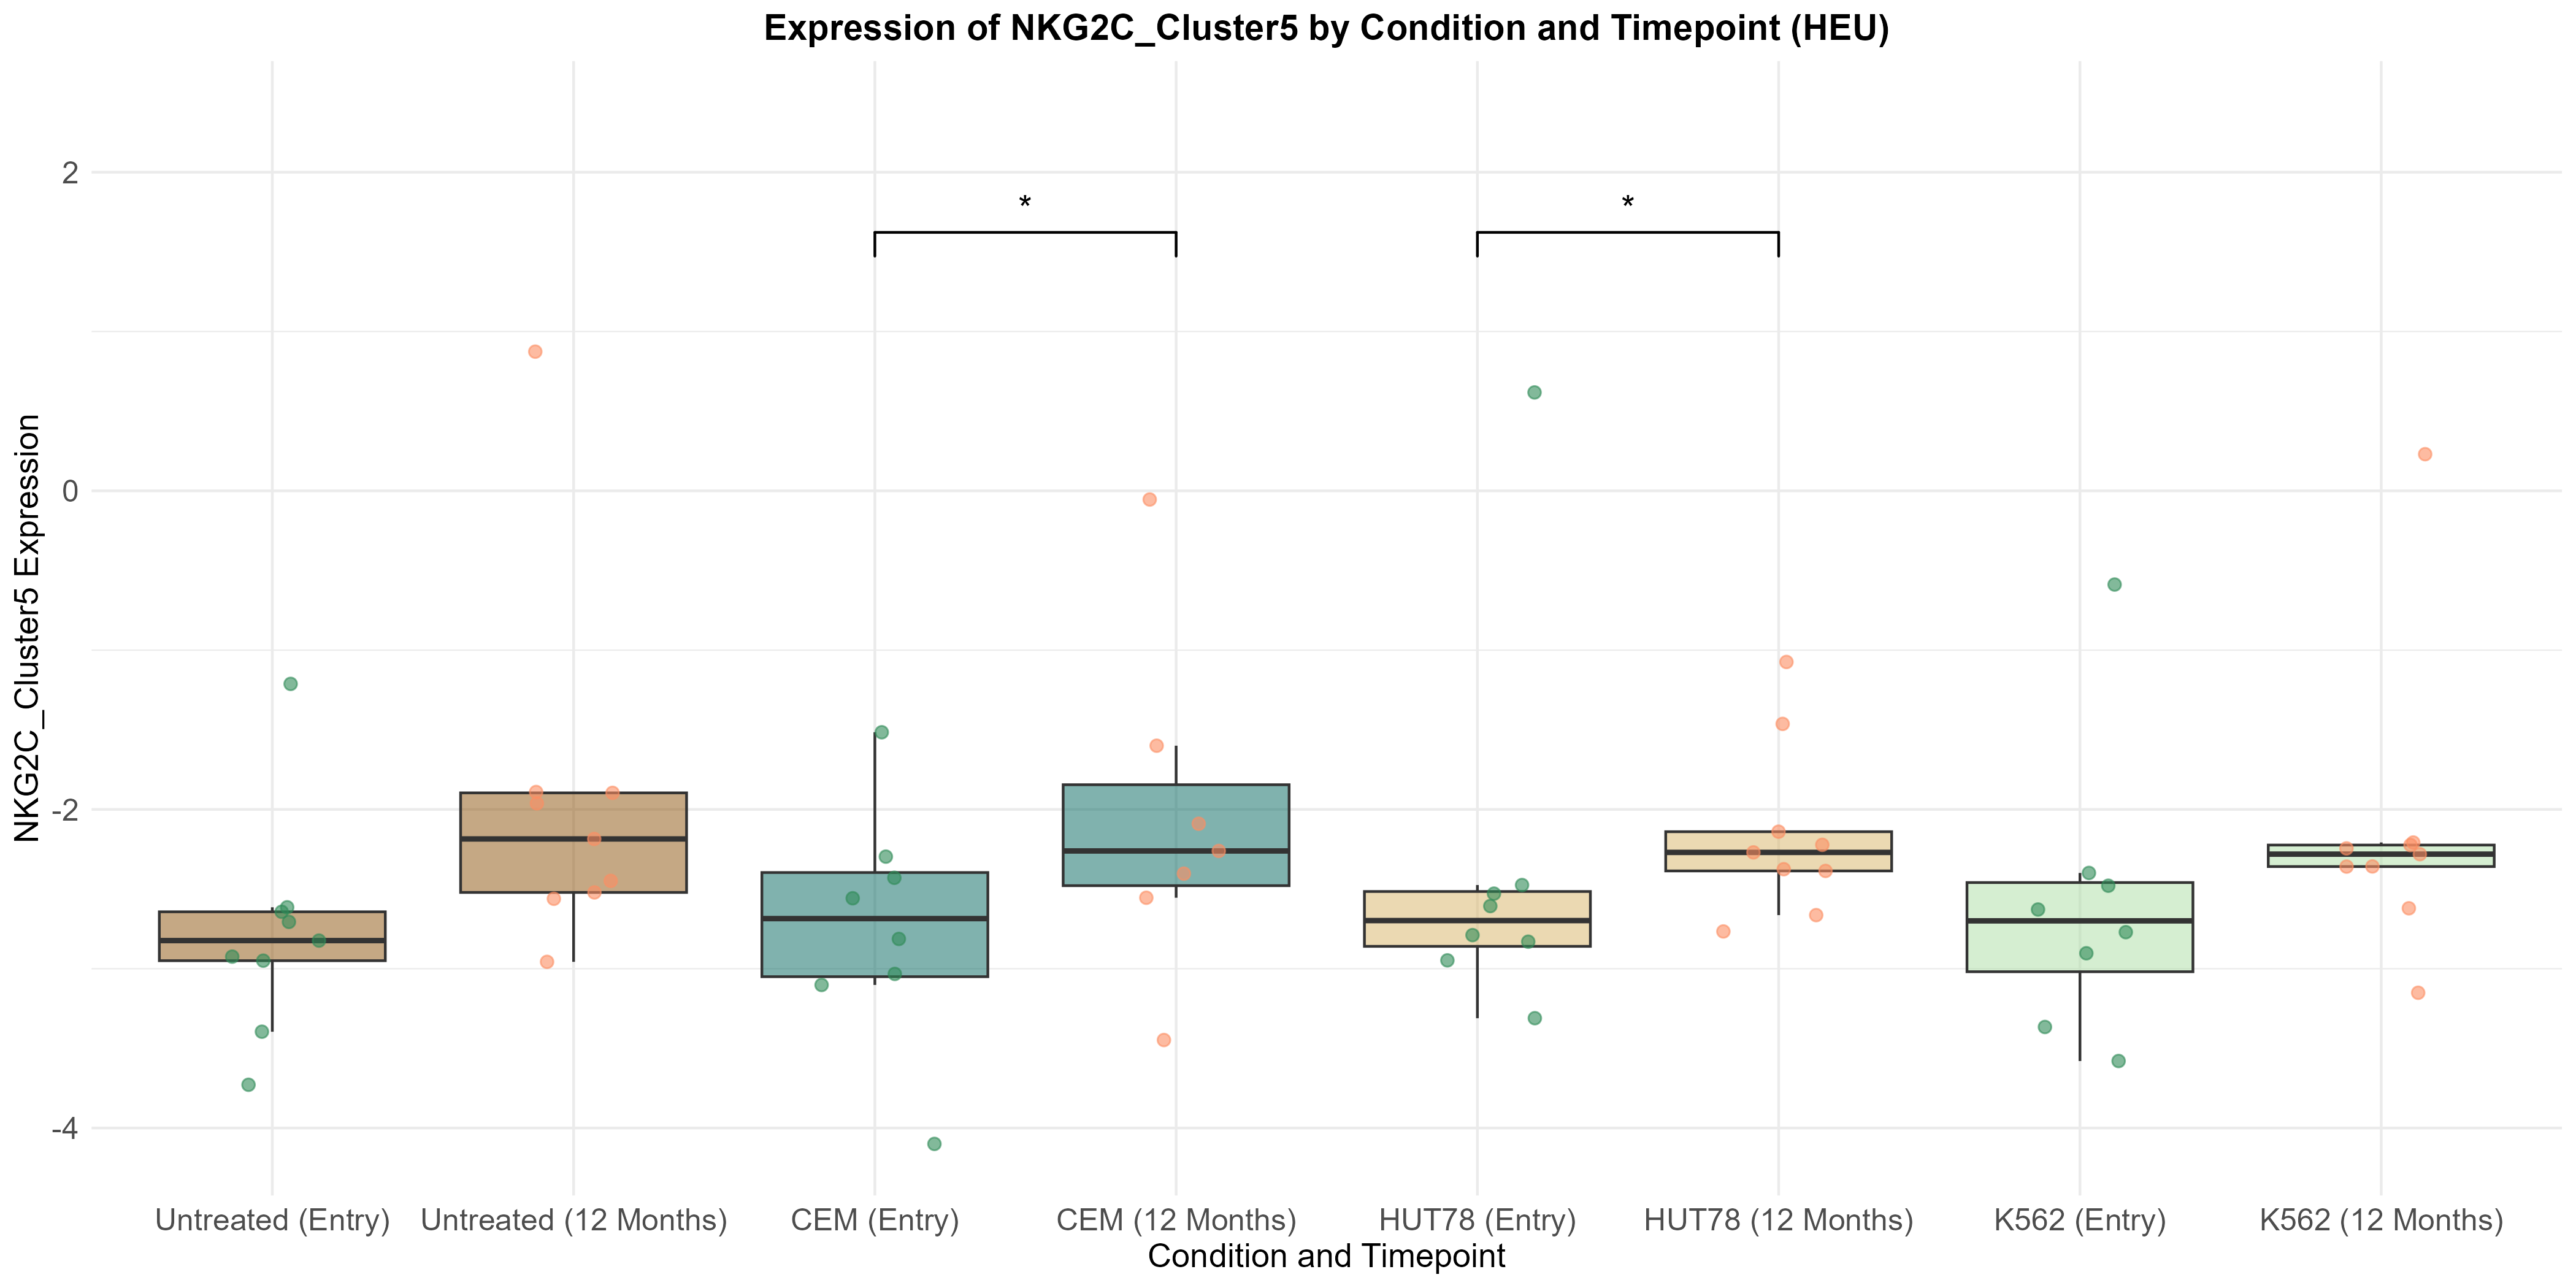 Expression of NKG2C_Cluster5 by Condition and Timepoint (HEU)
NKG2C_Cluster5 Expression
2
0
-2
-4
*
*
Untreated (Entry)
Untreated (12 Months)
CEM (Entry)
CEM (12 Months)
HUT78 (Entry)
HUT78 (12 Months)
K562 (Entry)
K562 (12 Months)
Condition and Timepoint